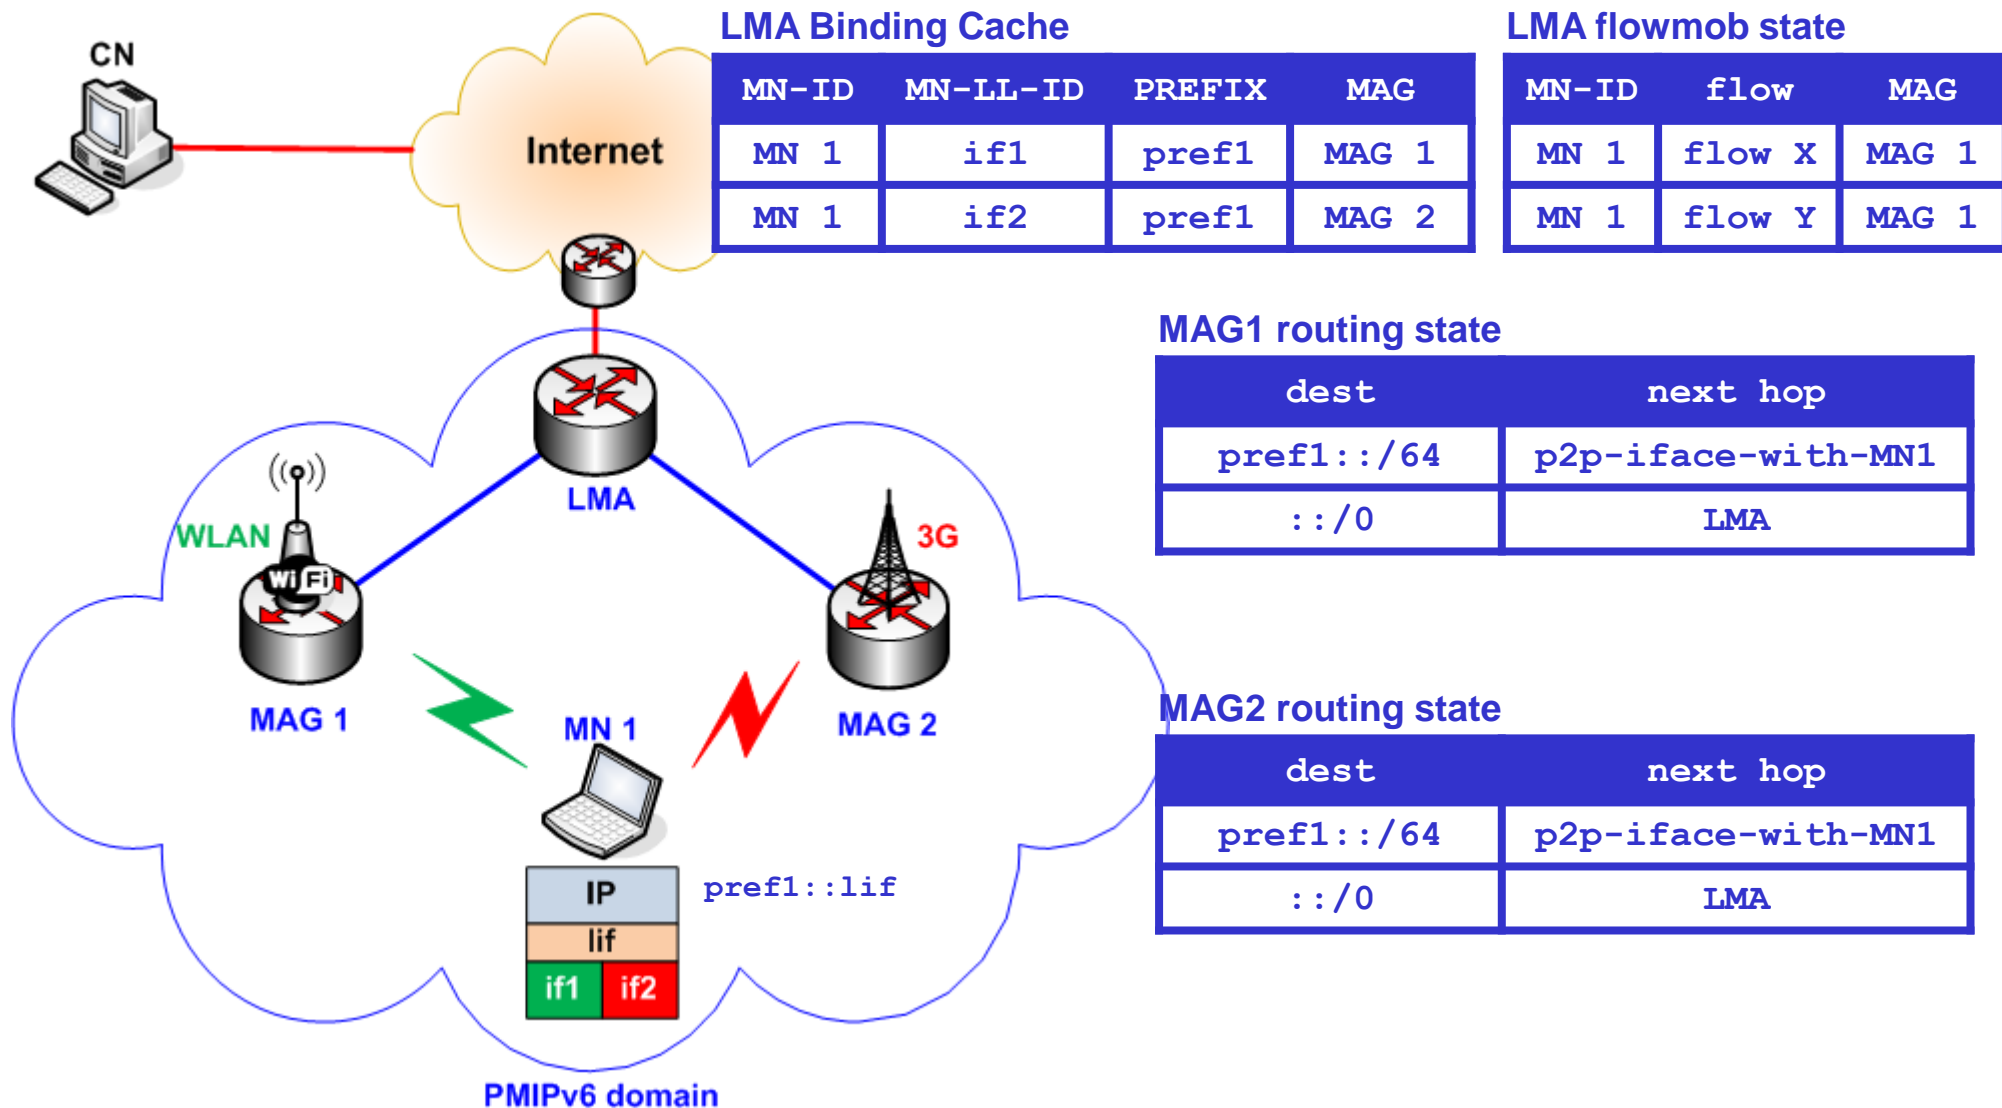 LMA Binding Cache
MN-ID MN-LL-ID PREFIX MAG
MN 1 if1 pref1 MAG 1
MN 1 if2 pref1 MAG 2
LMA flowmob state
MN-ID flow MAG
MN 1 flow X MAG 1
MN 1 flow Y MAG 1
CN
Internet
LMA
WLAN
Wi Fi
3G
MAG 1
MAG 2
MN 1
IP
pref1::lif
lif
if1 if2
PMIPv6 domain
MAG1 routing state
dest next hop
pref1::/64 p2p-iface-with-MN1
::/0 LMA
MAG2 routing state
dest next hop
pref1::/64 p2p-iface-with-MN1
::/0 LMA